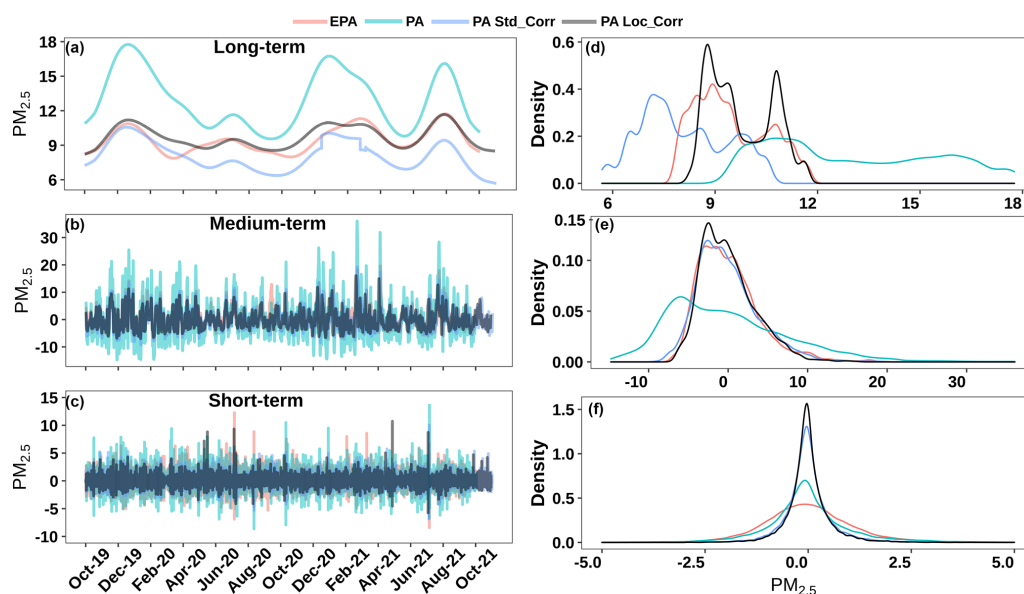 EPA PA PA Std_Corr PA Loc_Corr
(a) Long-term
PM2.5
18
15
12
9
6
(b) Medium-term
PM2.5
30
20
10
0
-10
(c) Short-term
PM2.5
15
10
5
0
-5
-10
Oct-19 Dec-19 Feb-20 Apr-20 Jun-20 Aug-20 Oct-20 Dec-20 Feb-21 Apr-21 Jun-21 Aug-21 Oct-21
(d)
Density
0.6
0.4
0.2
0.0
6 9 12 15 18
(e)
Density
0.15
0.10
0.05
0.00
-10 0 10 20 30
(f)
Density
1.5
1.0
0.5
0.0
-5.0 -2.5 0.0 2.5 5.0
PM2.5